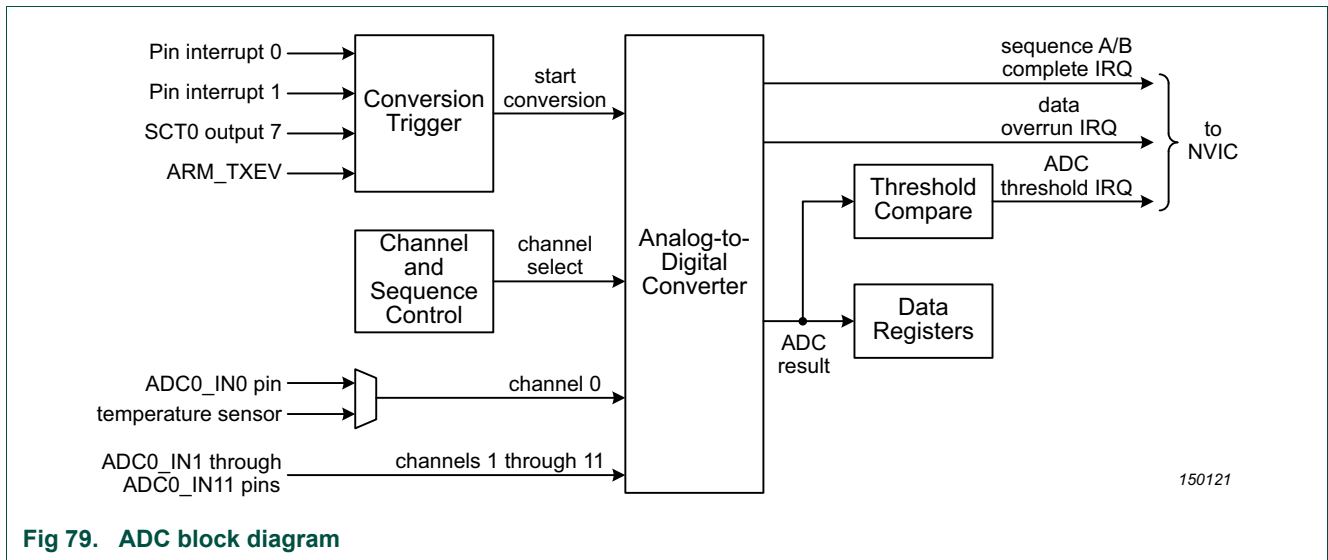 Pin interrupt 0
Pin interrupt 1
SCT0 output 7
ARM_TXEV
Conversion
Trigger
start
conversion
Channel
and
Sequence
Control
channel
select
ADC0_IN0 pin
temperature sensor
channel 0
ADC0_IN1 through
ADC0_IN11 pins
channels 1 through 11
Analog-to-
Digital
Converter
sequence A/B
complete IRQ
data
overrun IRQ
ADC
threshold IRQ
to
NVIC
Threshold
Compare
Data
Registers
ADC
result
150121
Fig 79. ADC block diagram